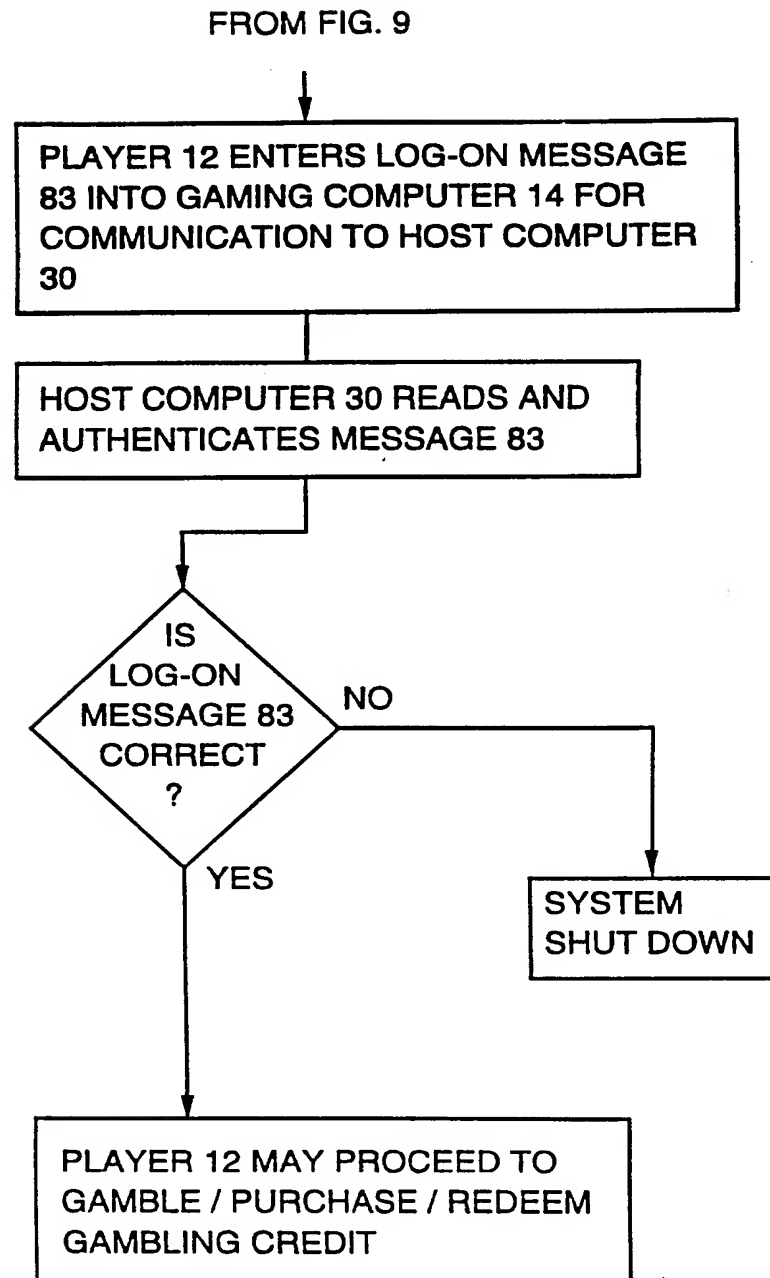 FROM FIG. 9
PLAYER 12 ENTERS LOG-ON MESSAGE
83 INTO GAMING COMPUTER 14 FOR
COMMUNICATION TO HOST COMPUTER
30
HOST COMPUTER 30 READS AND
AUTHENTICATES MESSAGE 83
IS
LOG-ON
MESSAGE 83
CORRECT
?
NO
YES
SYSTEM
SHUT DOWN
PLAYER 12 MAY PROCEED TO
GAMBLE / PURCHASE / REDEEM
GAMBLING CREDIT